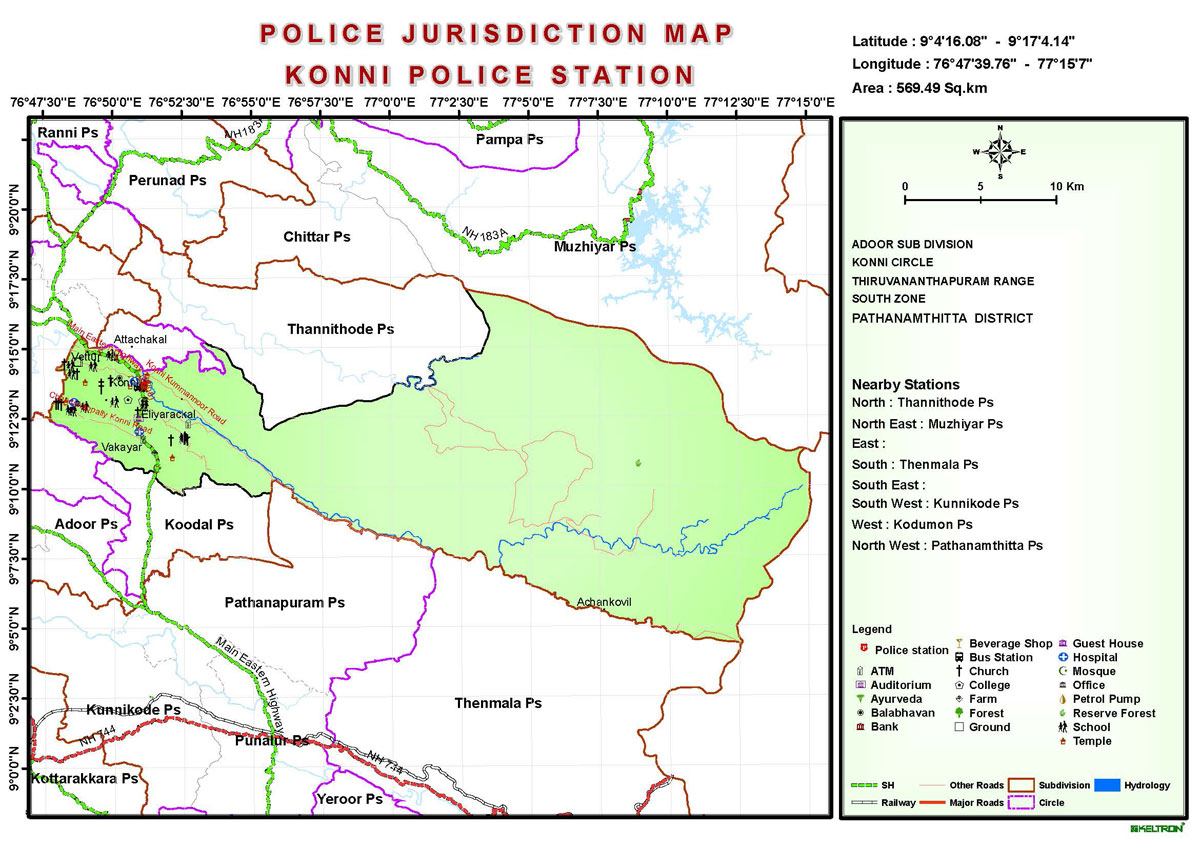 POLICE JURISDICTION MAP
KONNI POLICE STATION
Latitude : 9°4'16.08" - 9°17'4.14"
Longitude : 76°47'39.76" - 77°15'7"
Area : 569.49 Sq.km
76°47'30"E 76°50'0"E 76°52'30"E 76°55'0"E 76°57'30"E 77°0'0"E 77°2'30"E 77°5'0"E 77°7'30"E 77°10'0"E 77°12'30"E 77°15'0"E
9°20'0"N
9°17'30"N
9°15'0"N
9°12'30"N
9°10'0"N
9°7'30"N
9°5'0"N
9°2'30"N
9°0'0"N
Ranni Ps
NH183A
Pampa Ps
Perunad Ps
Chittar Ps
NH 183A
Muzhiyar Ps
Thannithode Ps
Attachakal
Vettur
Konni
Konni Kummannoor Road
Eliyarackal
Vakayar
Adoor Ps
Koodal Ps
Pathanapuram Ps
Achankovil
Main Eastern Highway
Thenmala Ps
Kunnikode Ps
NH 744
Punalur Ps
NH 744
Kottarakkara Ps
Yeroor Ps
N
W E
S
0 5 10 Km
ADOOR SUB DIVISION
KONNI CIRCLE
THIRUVANANTHAPURAM RANGE
SOUTH ZONE
PATHANAMTHITTA DISTRICT
Nearby Stations
North : Thannithode Ps
North East : Muzhiyar Ps
East :
South : Thenmala Ps
South East :
South West : Kunnikode Ps
West : Kodumon Ps
North West : Pathanamthitta Ps
Legend
Police station
ATM
Auditorium
Ayurveda
Balabhavan
Bank
Beverage Shop
Bus Station
Church
College
Farm
Forest
Ground
Guest House
Hospital
Mosque
Office
Petrol Pump
Reserve Forest
School
Temple
SH
Railway
Other Roads
Major Roads
Subdivision
Circle
Hydrology
KELTRON